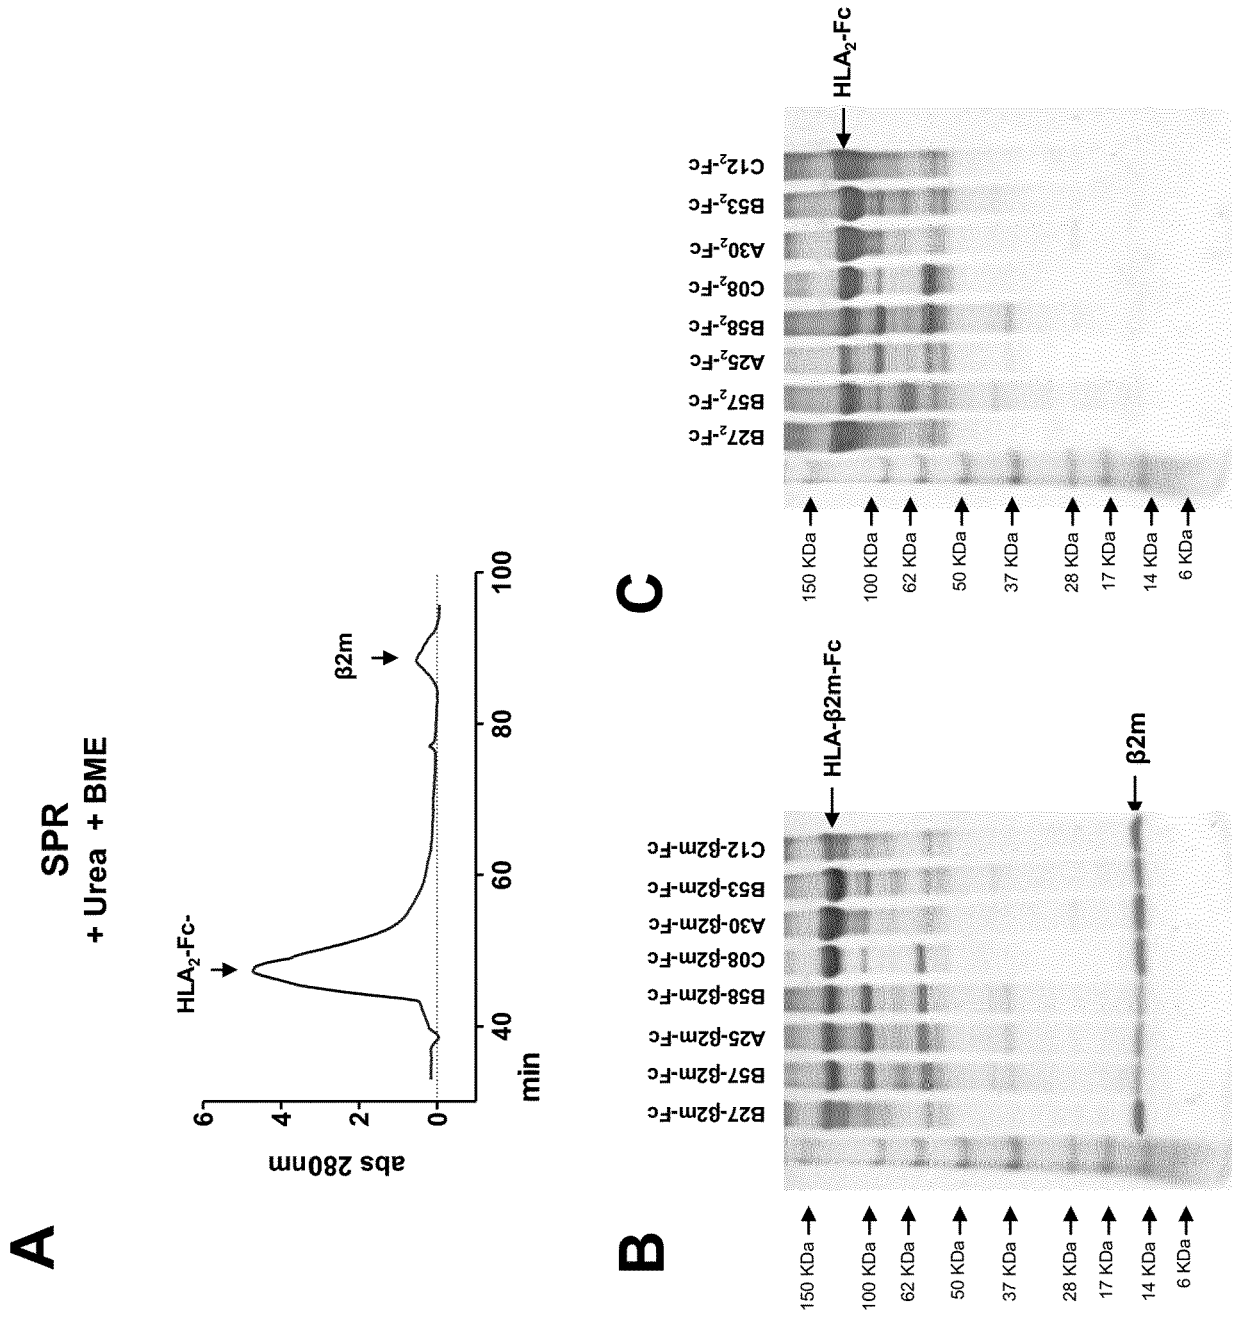 A
SPR
+ Urea + BME
HLA2-Fc-
β2m
abs 280nm
6
4
2
0
40
60
80
100
min
B
B27-β2m-Fc
B57-β2m-Fc
A25-β2m-Fc
B58-β2m-Fc
C08-β2m-Fc
A30-β2m-Fc
B53-β2m-Fc
C12-β2m-Fc
150 KDa
100 KDa
62 KDa
50 KDa
37 KDa
28 KDa
17 KDa
14 KDa
6 KDa
HLA-β2m-Fc
β2m
C
B272-Fc
B572-Fc
A252-Fc
B582-Fc
C082-Fc
A302-Fc
B532-Fc
C122-Fc
150 KDa
100 KDa
62 KDa
50 KDa
37 KDa
28 KDa
17 KDa
14 KDa
6 KDa
HLA2-Fc